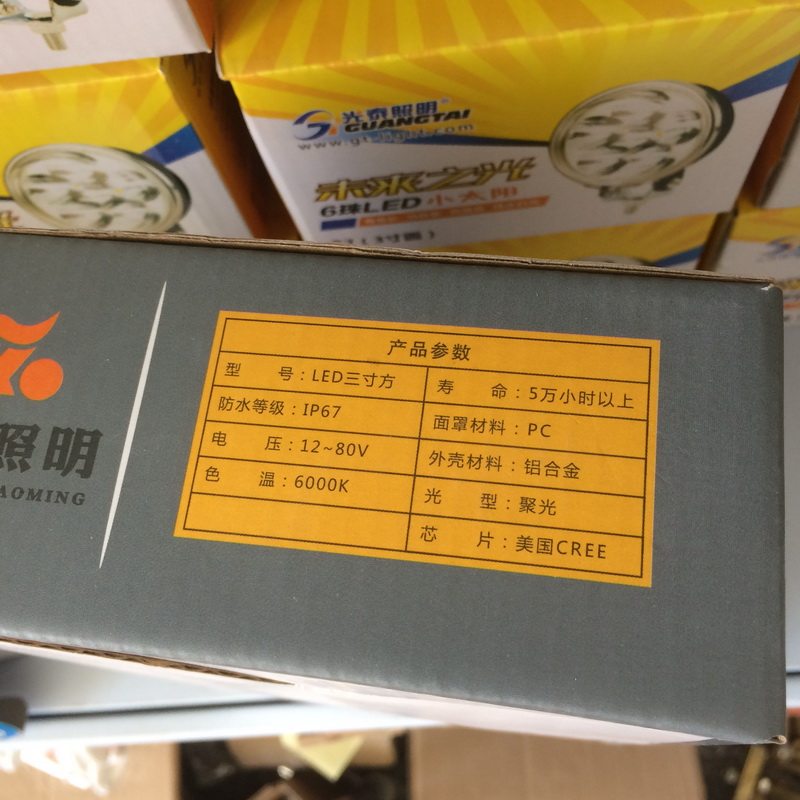 光泰照明®
GUANGTAI
未来之光
6珠LED 小太阳
照明
AOMING
产品参数
型 号：LED三寸方
寿 命：5万小时以上
防水等级：IP67
面罩材料：PC
电 压：12~80V
外壳材料：铝合金
色 温：6000K
光 型：聚光
芯 片：美国CREE